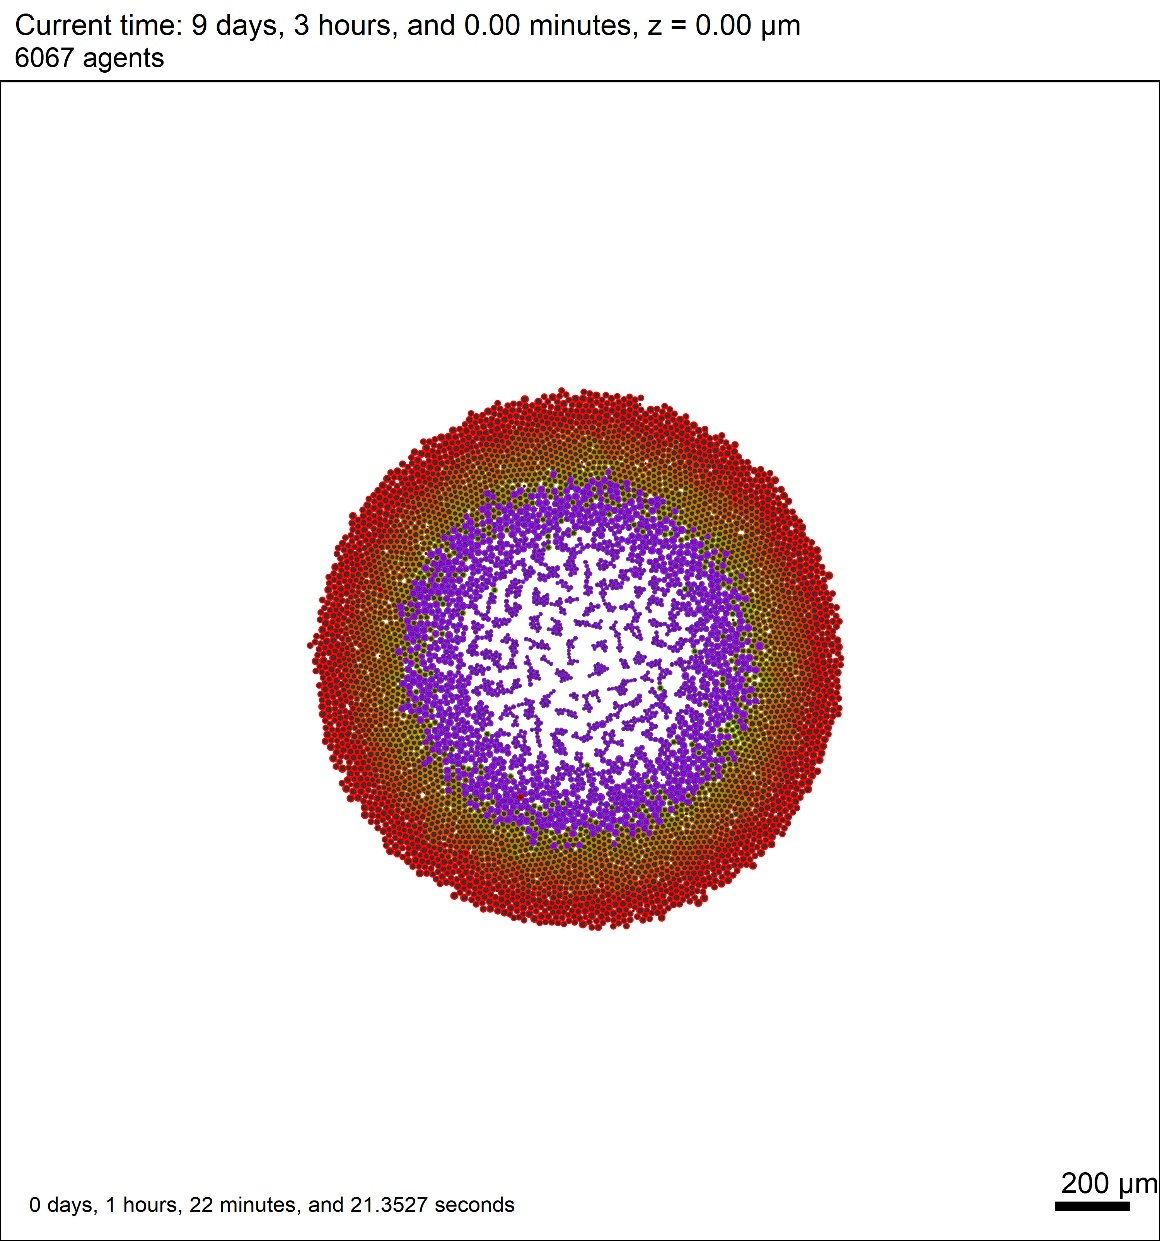 Current time: 9 days, 3 hours, and 0.00 minutes, z = 0.00 μm
6067 agents
200 μm
0 days, 1 hours, 22 minutes, and 21.3527 seconds